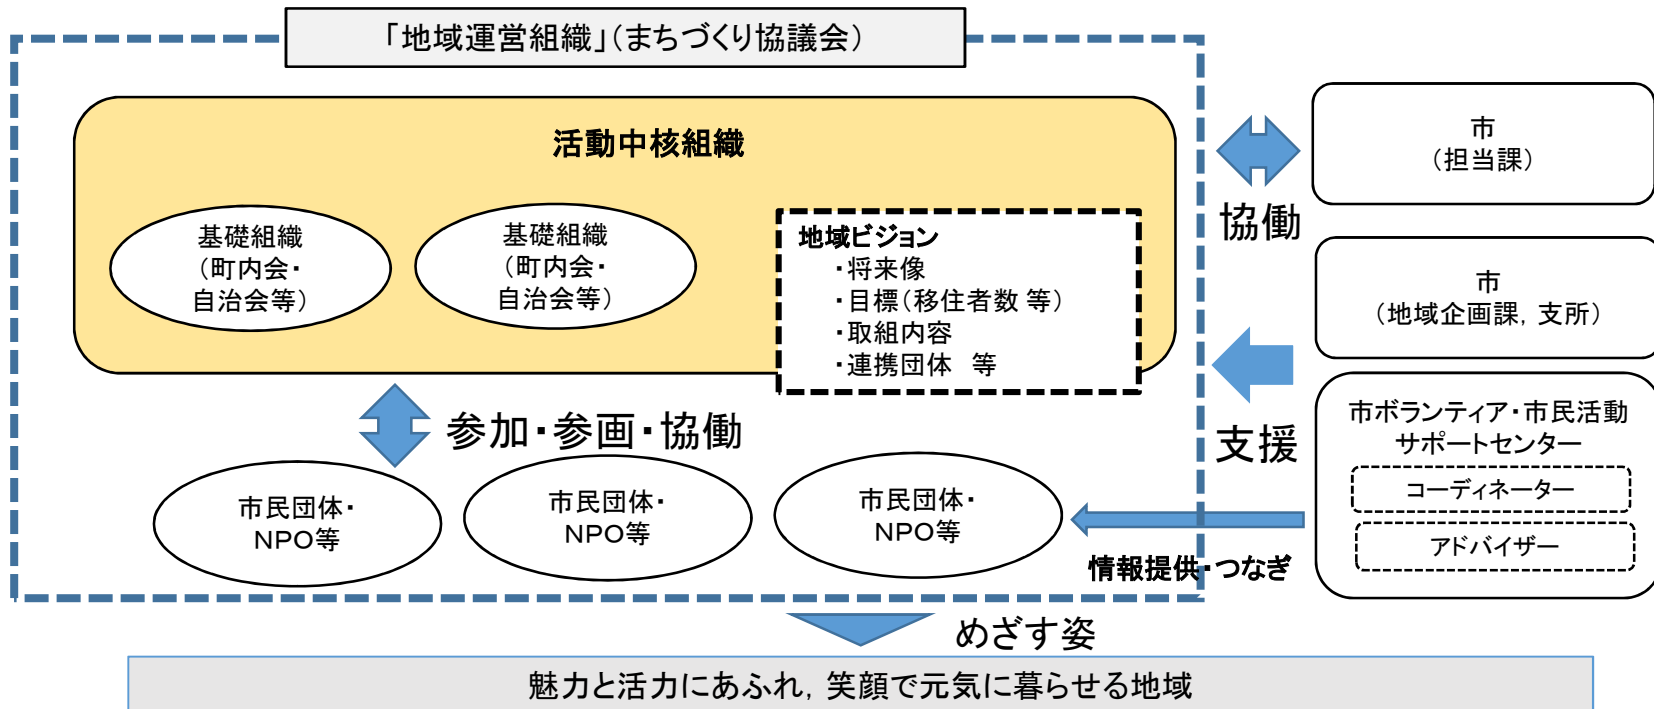 「地域運営組織」(まちづくり協議会)
活動中核組織
基礎組織
(町内会・
自治会等)
基礎組織
(町内会・
自治会等)
地域ビジョン
・将来像
・目標(移住者数 等)
・取組内容
・連携団体 等
参加・参画・協働
市民団体・
NPO等
市民団体・
NPO等
市民団体・
NPO等
市
(担当課)
協働
市
(地域企画課，支所)
支援
市ボランティア・市民活動
サポートセンター
コーディネーター
アドバイザー
情報提供・つなぎ
めざす姿
魅力と活力にあふれ，笑顔で元気に暮らせる地域